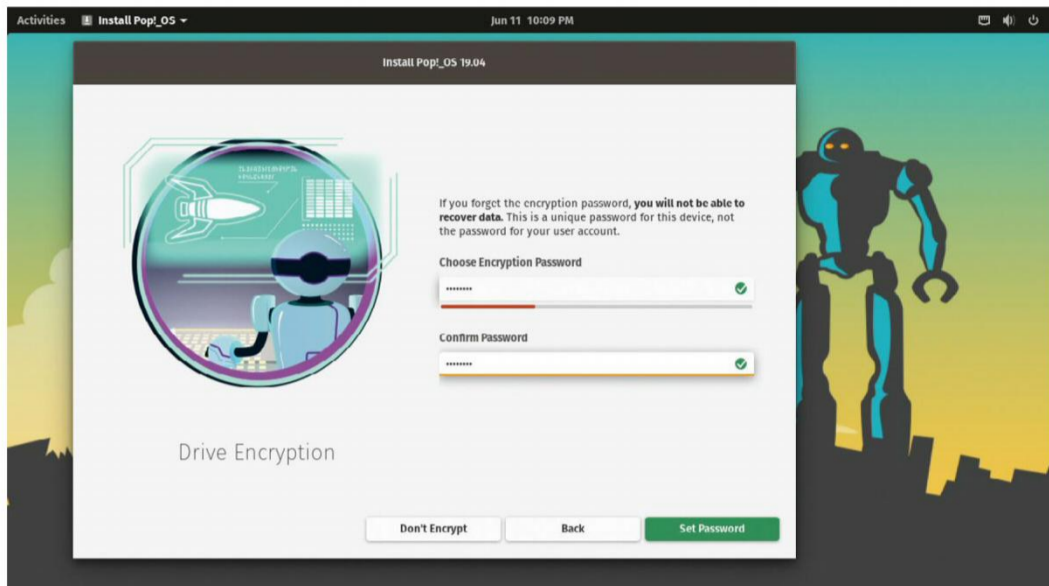 Activities Install Pop!_OS Jun 11 10:09 PM
Install Pop!_OS 19.04
If you forget the encryption password, you will not be able to
recover data. This is a unique password for this device, not
the password for your user account.
Choose Encryption Password
••••••••
Confirm Password
••••••••
Drive Encryption
Don't Encrypt Back Set Password